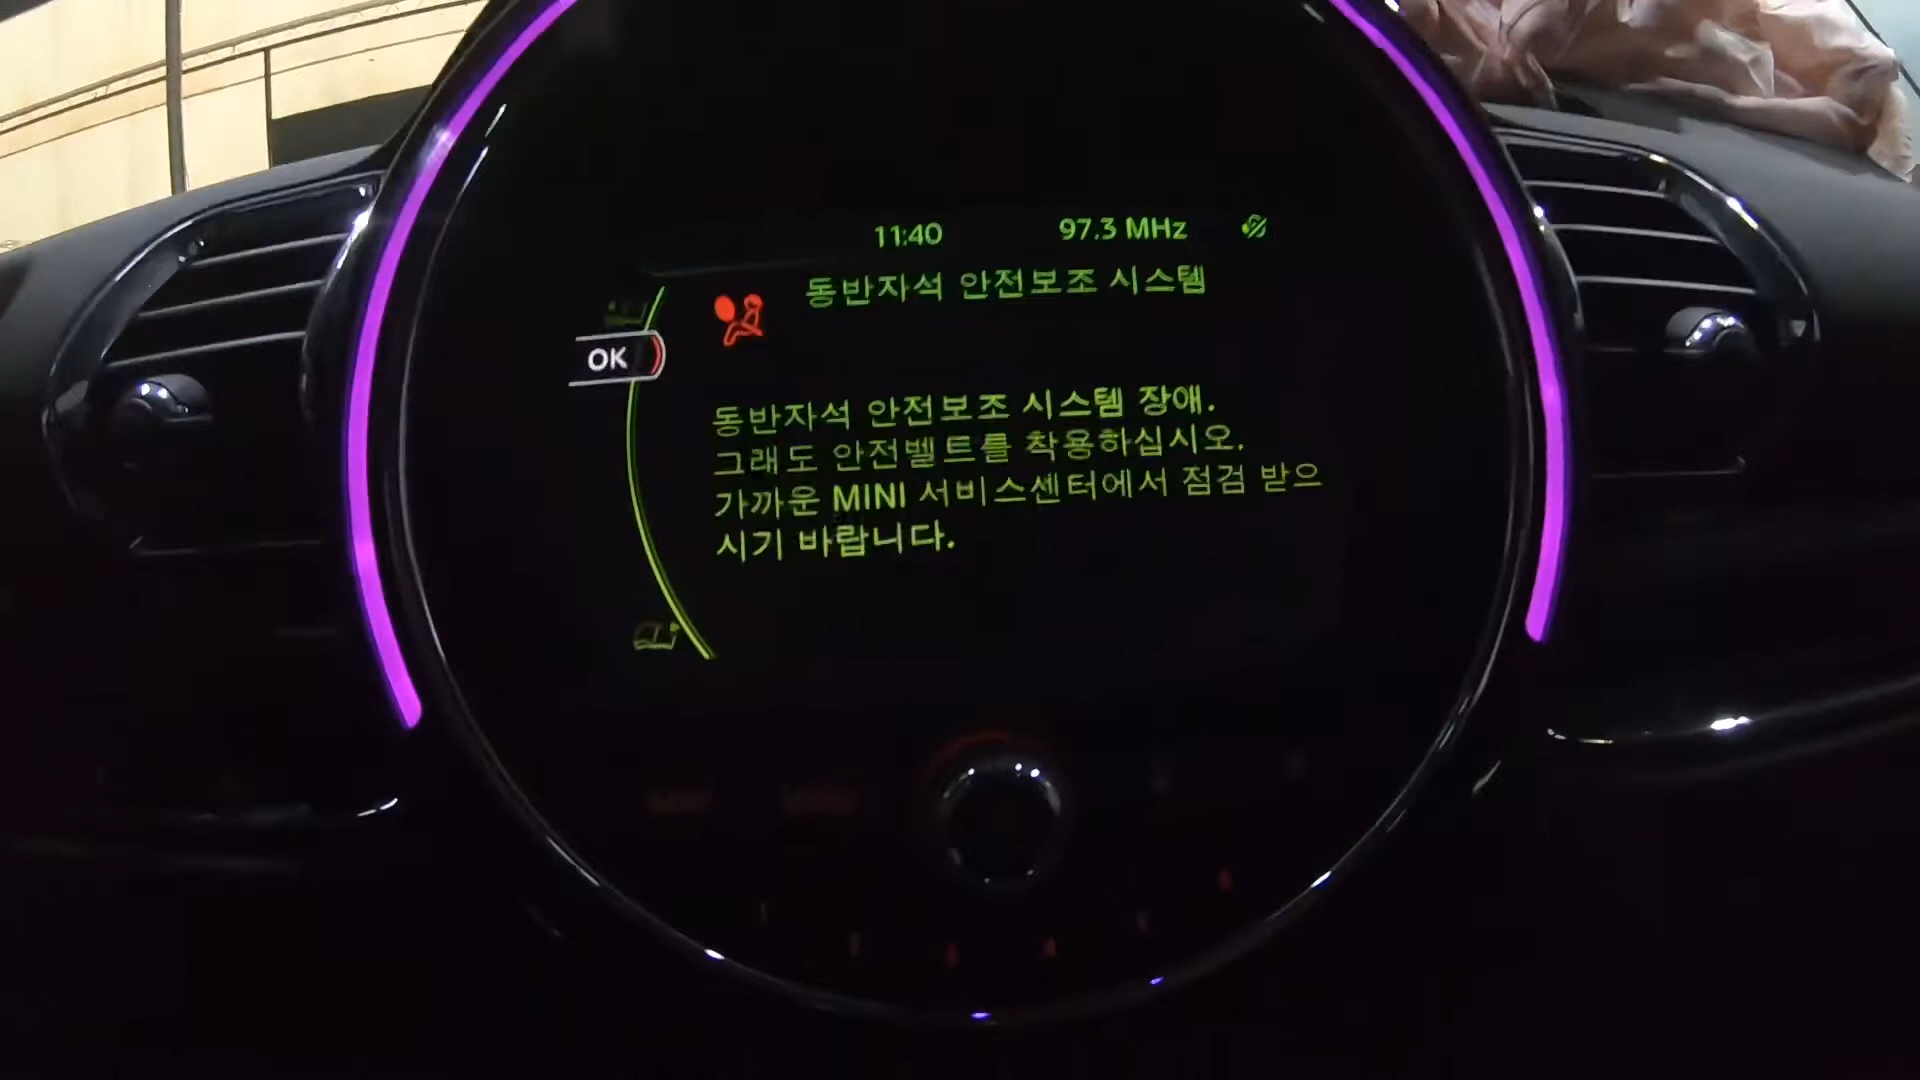 11:40 97.3 MHz
동반자석 안전보조 시스템
OK
동반자석 안전보조 시스템 장애.
그래도 안전벨트를 착용하십시오.
가까운 MINI 서비스센터에서 점검 받으
시기 바랍니다.